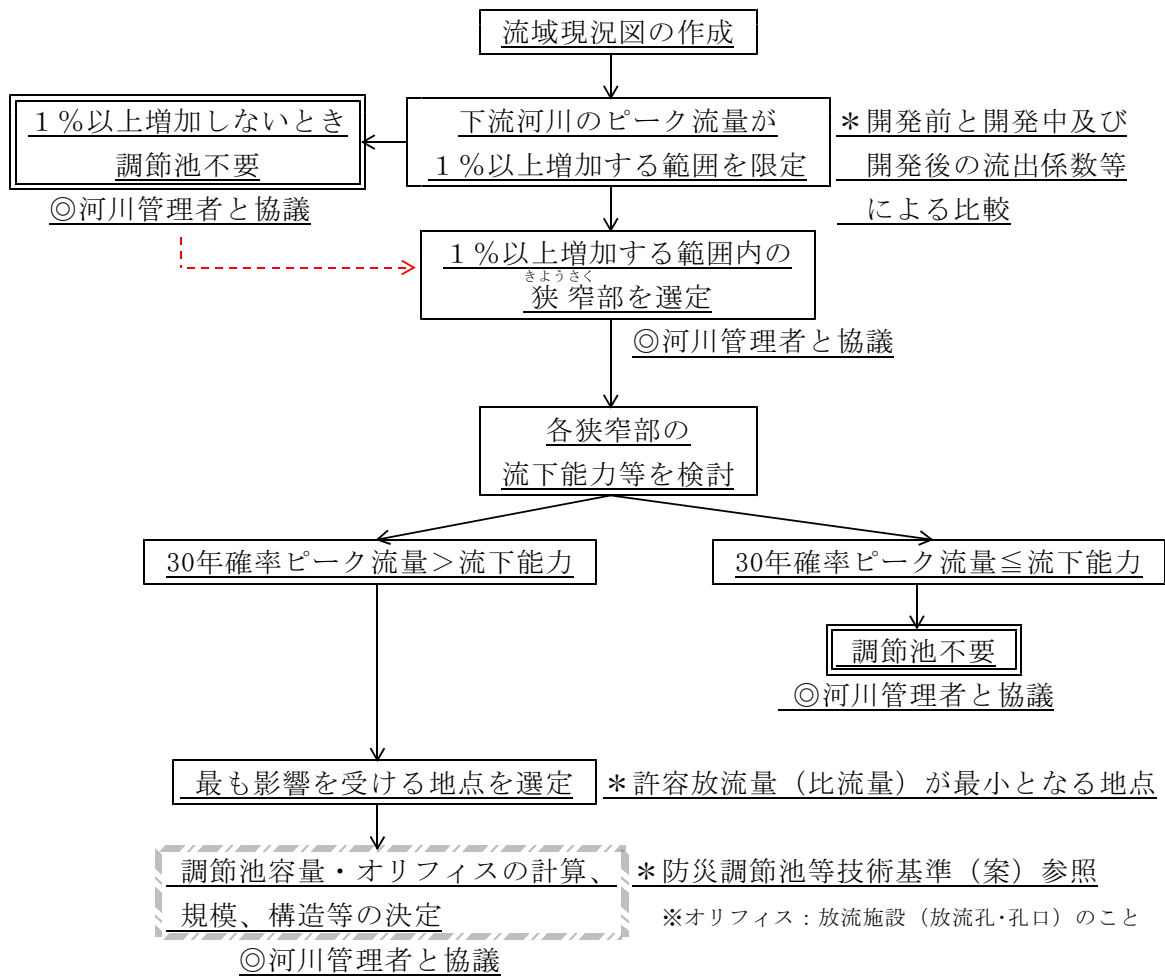 流域現況図の作成
１％以上増加しないとき
調節池不要
◎河川管理者と協議
下流河川のピーク流量が
１％以上増加する範囲を限定
＊開発前と開発中及び
開発後の流出係数等
による比較
１％以上増加する範囲内の
きようさく
狭窄部を選定
◎河川管理者と協議
各狭窄部の
流下能力等を検討
30年確率ピーク流量＞流下能力
30年確率ピーク流量≦流下能力
調節池不要
◎河川管理者と協議
最も影響を受ける地点を選定
＊許容放流量（比流量）が最小となる地点
調節池容量・オリフィスの計算、
規模、構造等の決定
＊防災調節池等技術基準（案）参照
※オリフィス：放流施設（放流孔・孔口）のこと
◎河川管理者と協議